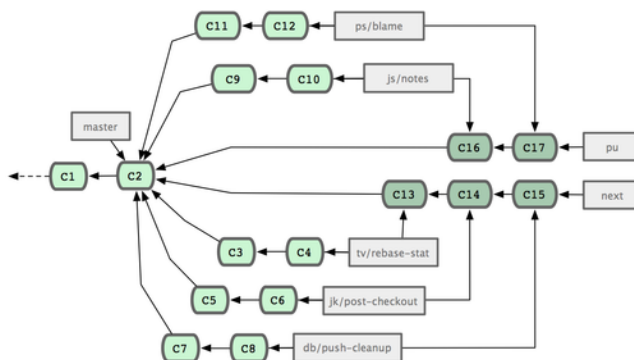 C11 C12 ps/blame
C9 C10 js/notes
master
C16 C17 pu
C1 C2
C13 C14 C15 next
C3 C4 tv/rebase-stat
C5 C6 jk/post-checkout
C7 C8 db/push-cleanup